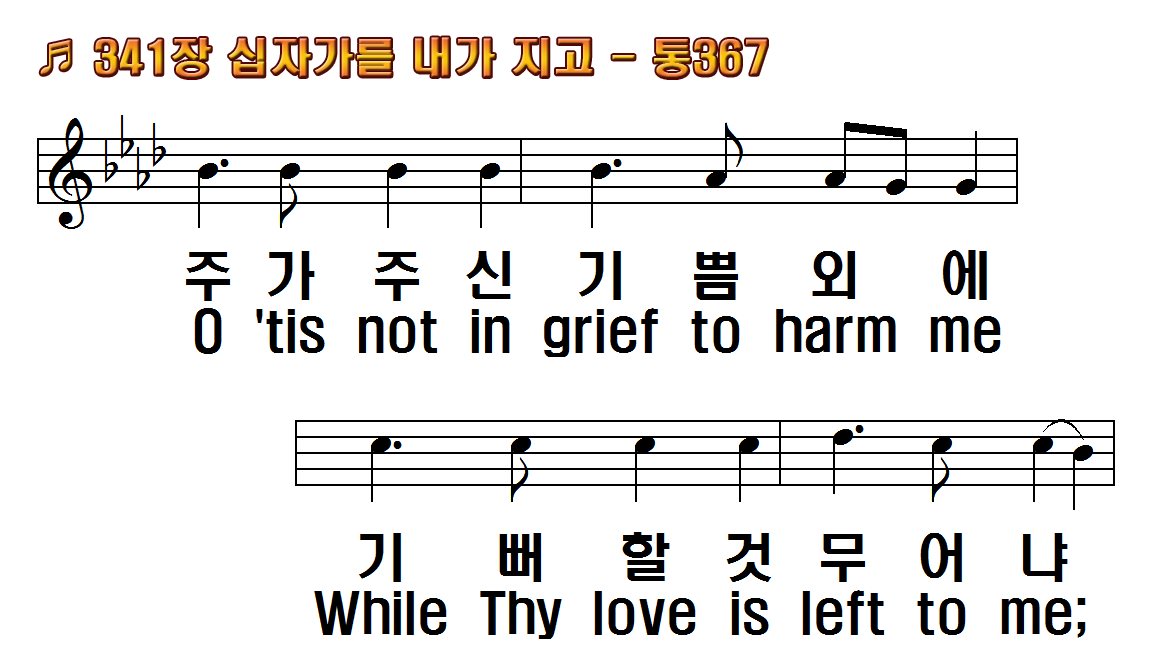 ♬ 341장 십자가를 내가 지고 - 통367
주 가 주 신 기 쁨 외 에
O 'tis not in grief to harm me
기 뻐 할 것 무 어 냐
While Thy love is left to me;